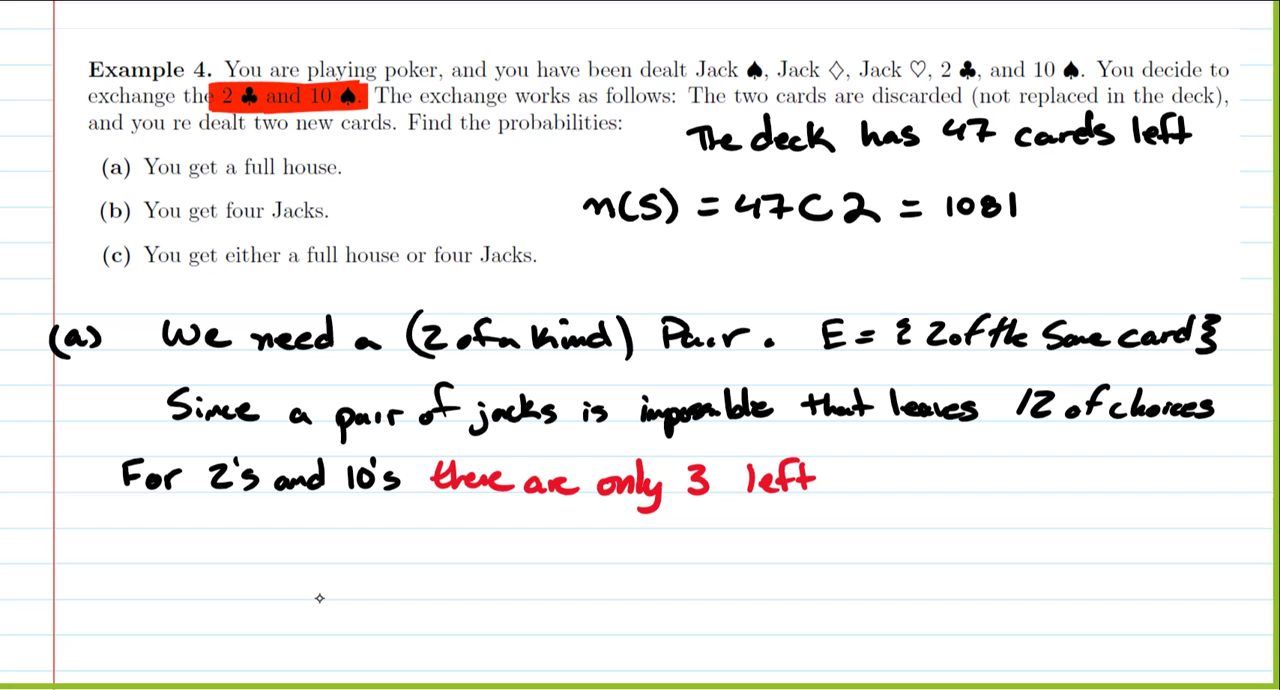 Example 4. You are playing poker, and you have been dealt Jack ♠, Jack ♢, Jack ♡, 2 ♣, and 10 ♠. You decide to
exchange the 2 ♣ and 10 ♠. The exchange works as follows: The two cards are discarded (not replaced in the deck),
and you re dealt two new cards. Find the probabilities:
The deck has 47 cards left
(a) You get a full house.
(b) You get four Jacks.
n(S) = 47C2 = 1081
(c) You get either a full house or four Jacks.
(a) We need a (2 of a kind) Pair. E = { 2 of the Same card}
Since a pair of jacks is impossible that leaves 12 of choices
For 2's and 10's there are only 3 left